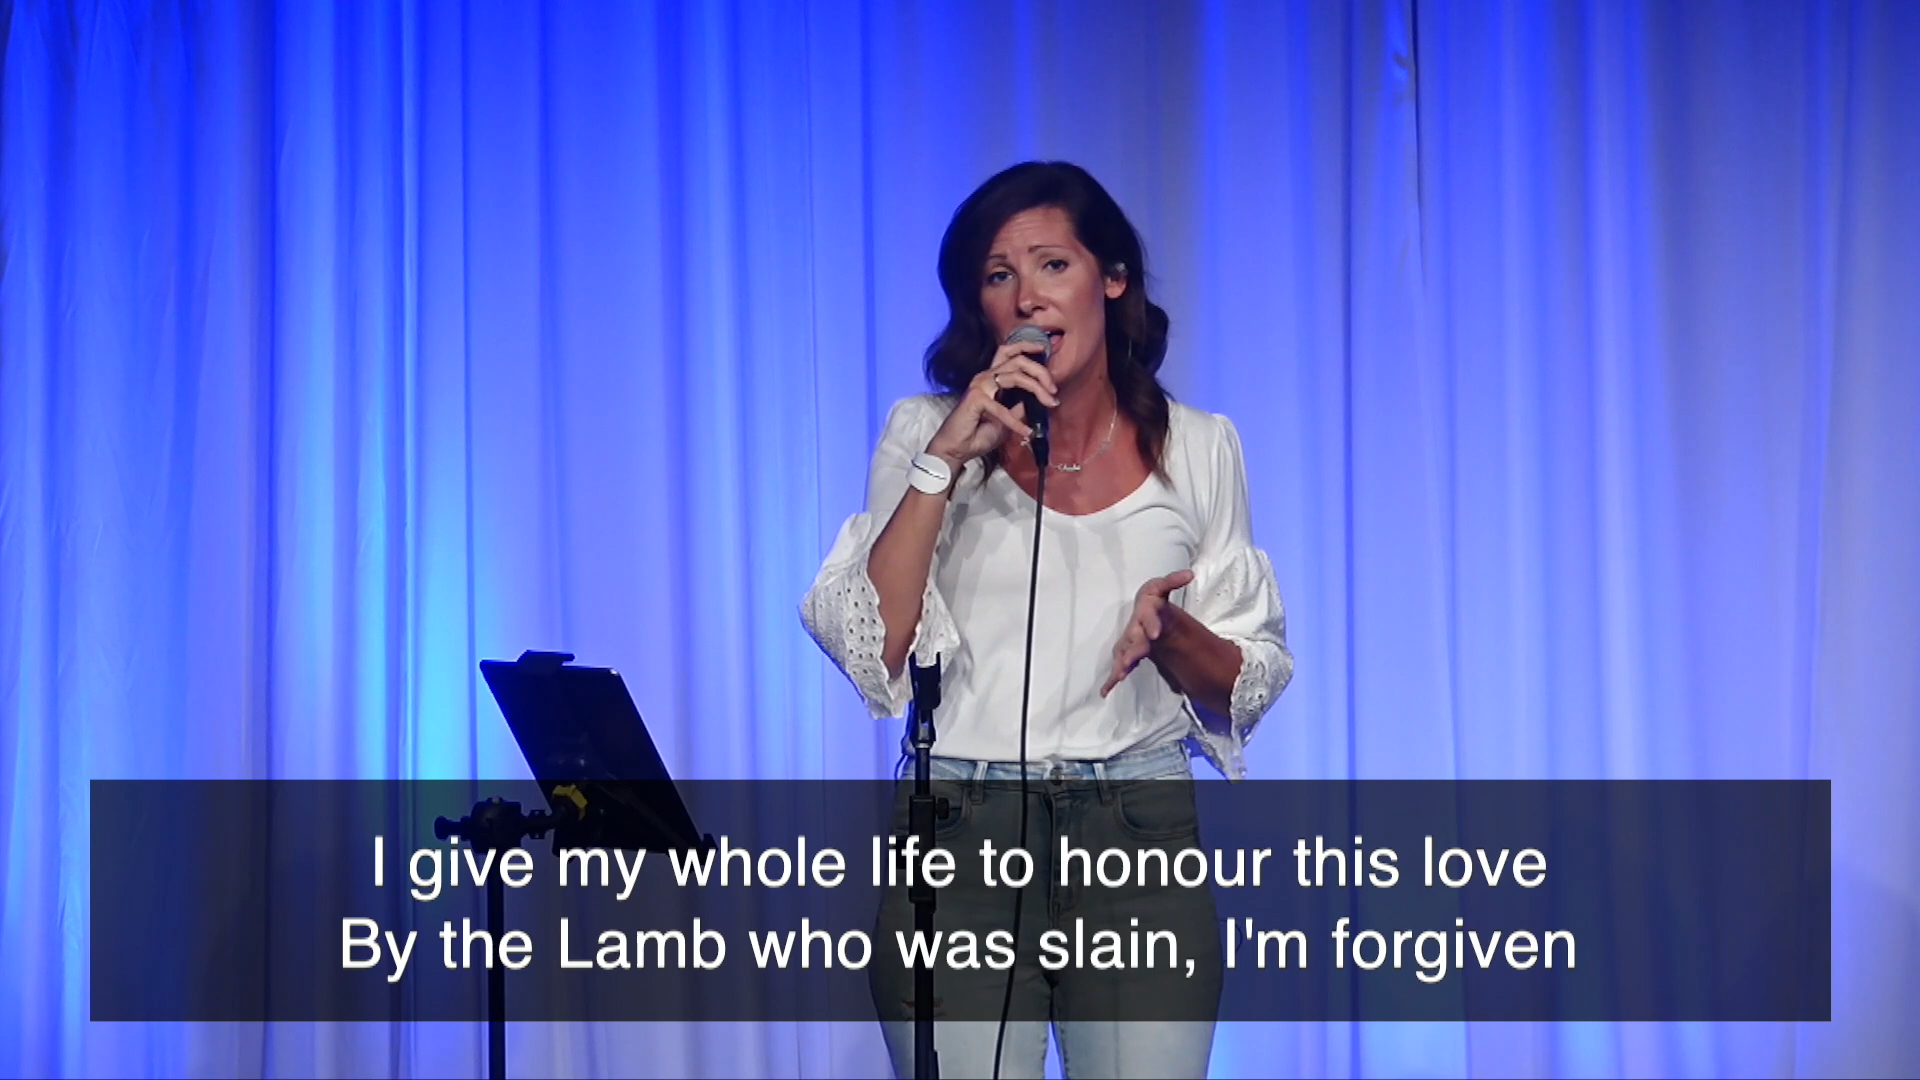 I give my whole life to honour this love
By the Lamb who was slain, I'm forgiven